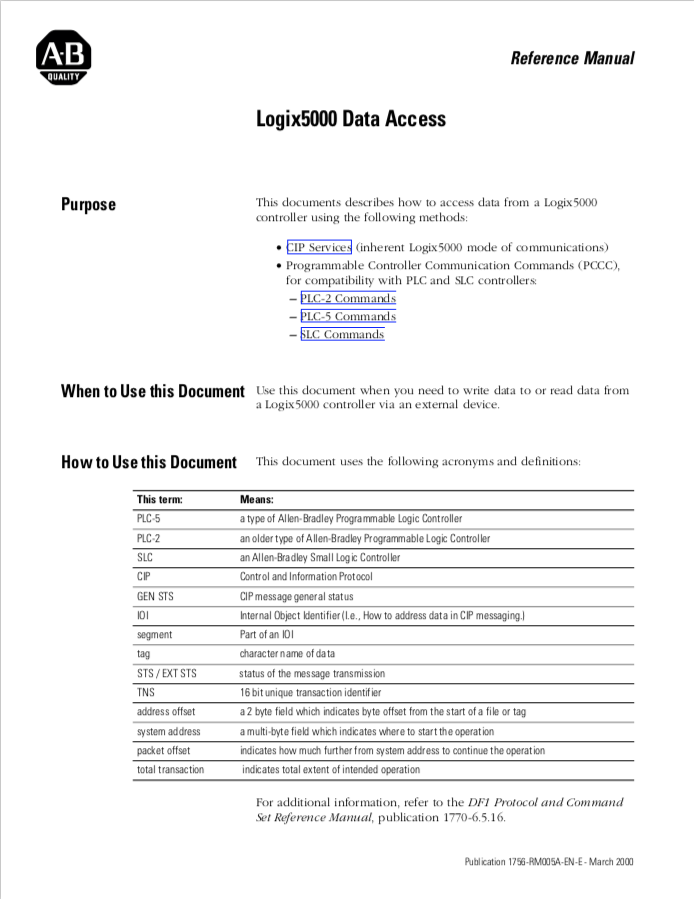 A-B
QUALITY
Reference Manual
Logix5000 Data Access
Purpose
This documents describes how to access data from a Logix5000
controller using the following methods:
• CIP Services (inherent Logix5000 mode of communications)
• Programmable Controller Communication Commands (PCCC),
for compatibility with PLC and SLC controllers:
– PLC-2 Commands
– PLC-5 Commands
– SLC Commands
When to Use this Document
Use this document when you need to write data to or read data from
a Logix5000 controller via an external device.
How to Use this Document
This document uses the following acronyms and definitions:
This term: Means:
PLC-5 a type of Allen-Bradley Programmable Logic Controller
PLC-2 an older type of Allen-Bradley Programmable Logic Controller
SLC an Allen-Bradley Small Logic Controller
CIP Control and Information Protocol
GEN STS CIP message general status
IOI Internal Object Identifier (I.e., How to address data in CIP messaging.)
segment Part of an IOI
tag character name of data
STS / EXT STS status of the message transmission
TNS 16 bit unique transaction identifier
address offset a 2 byte field which indicates byte offset from the start of a file or tag
system address a multi-byte field which indicates where to start the operation
packet offset indicates how much further from system address to continue the operation
total transaction indicates total extent of intended operation
For additional information, refer to the DF1 Protocol and Command
Set Reference Manual, publication 1770-6.5.16.
Publication 1756-RM005A-EN-E - March 2000